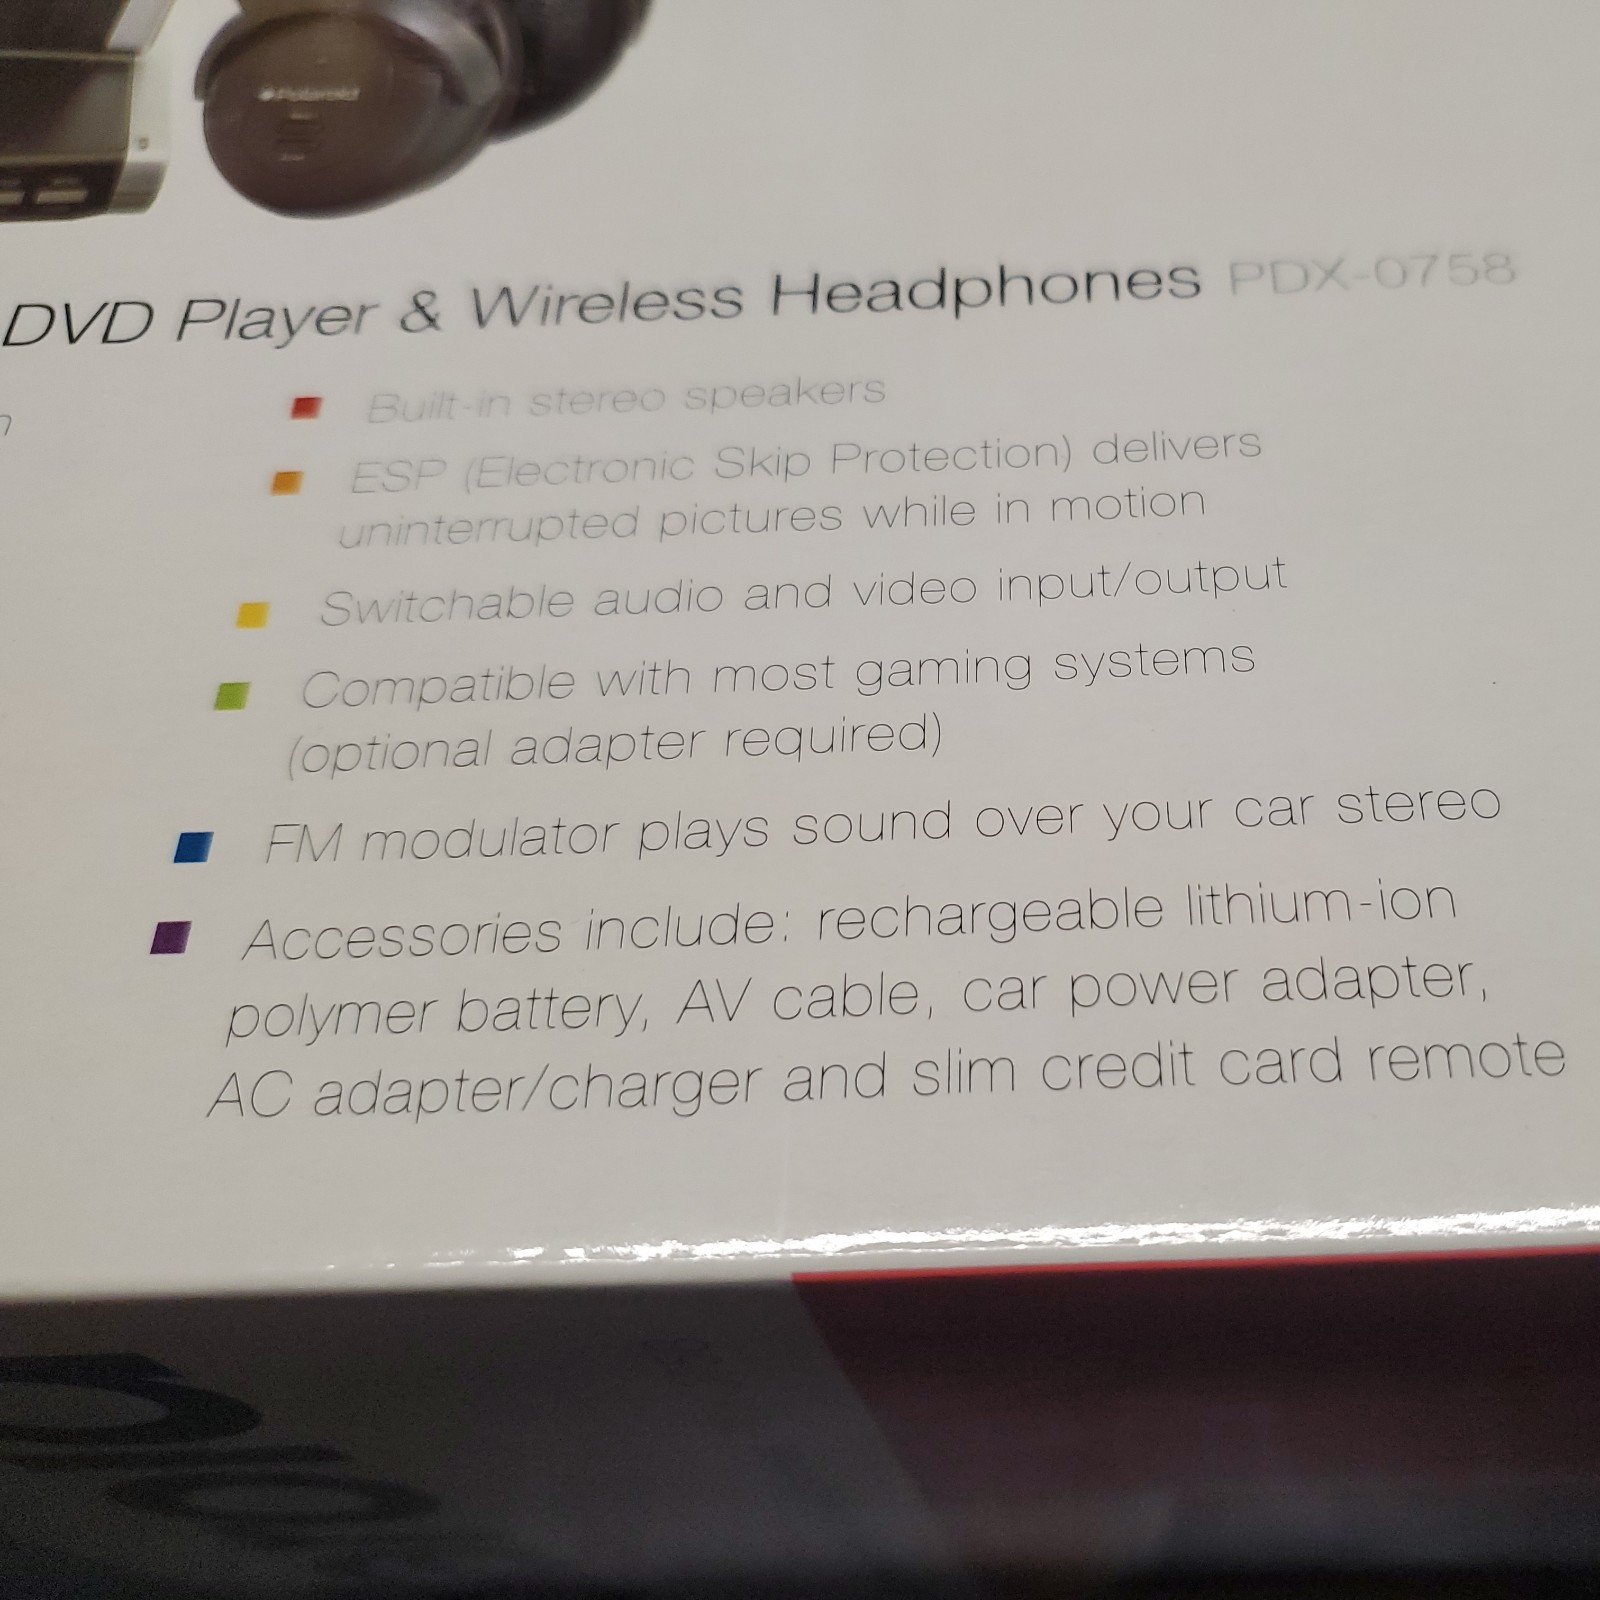 Polaroid
DVD Player & Wireless Headphones PDX-0758
Built-in stereo speakers
ESP (Electronic Skip Protection) delivers
uninterrupted pictures while in motion
Switchable audio and video input/output
Compatible with most gaming systems
(optional adapter required)
FM modulator plays sound over your car stereo
Accessories include: rechargeable lithium-ion
polymer battery, AV cable, car power adapter,
AC adapter/charger and slim credit card remote